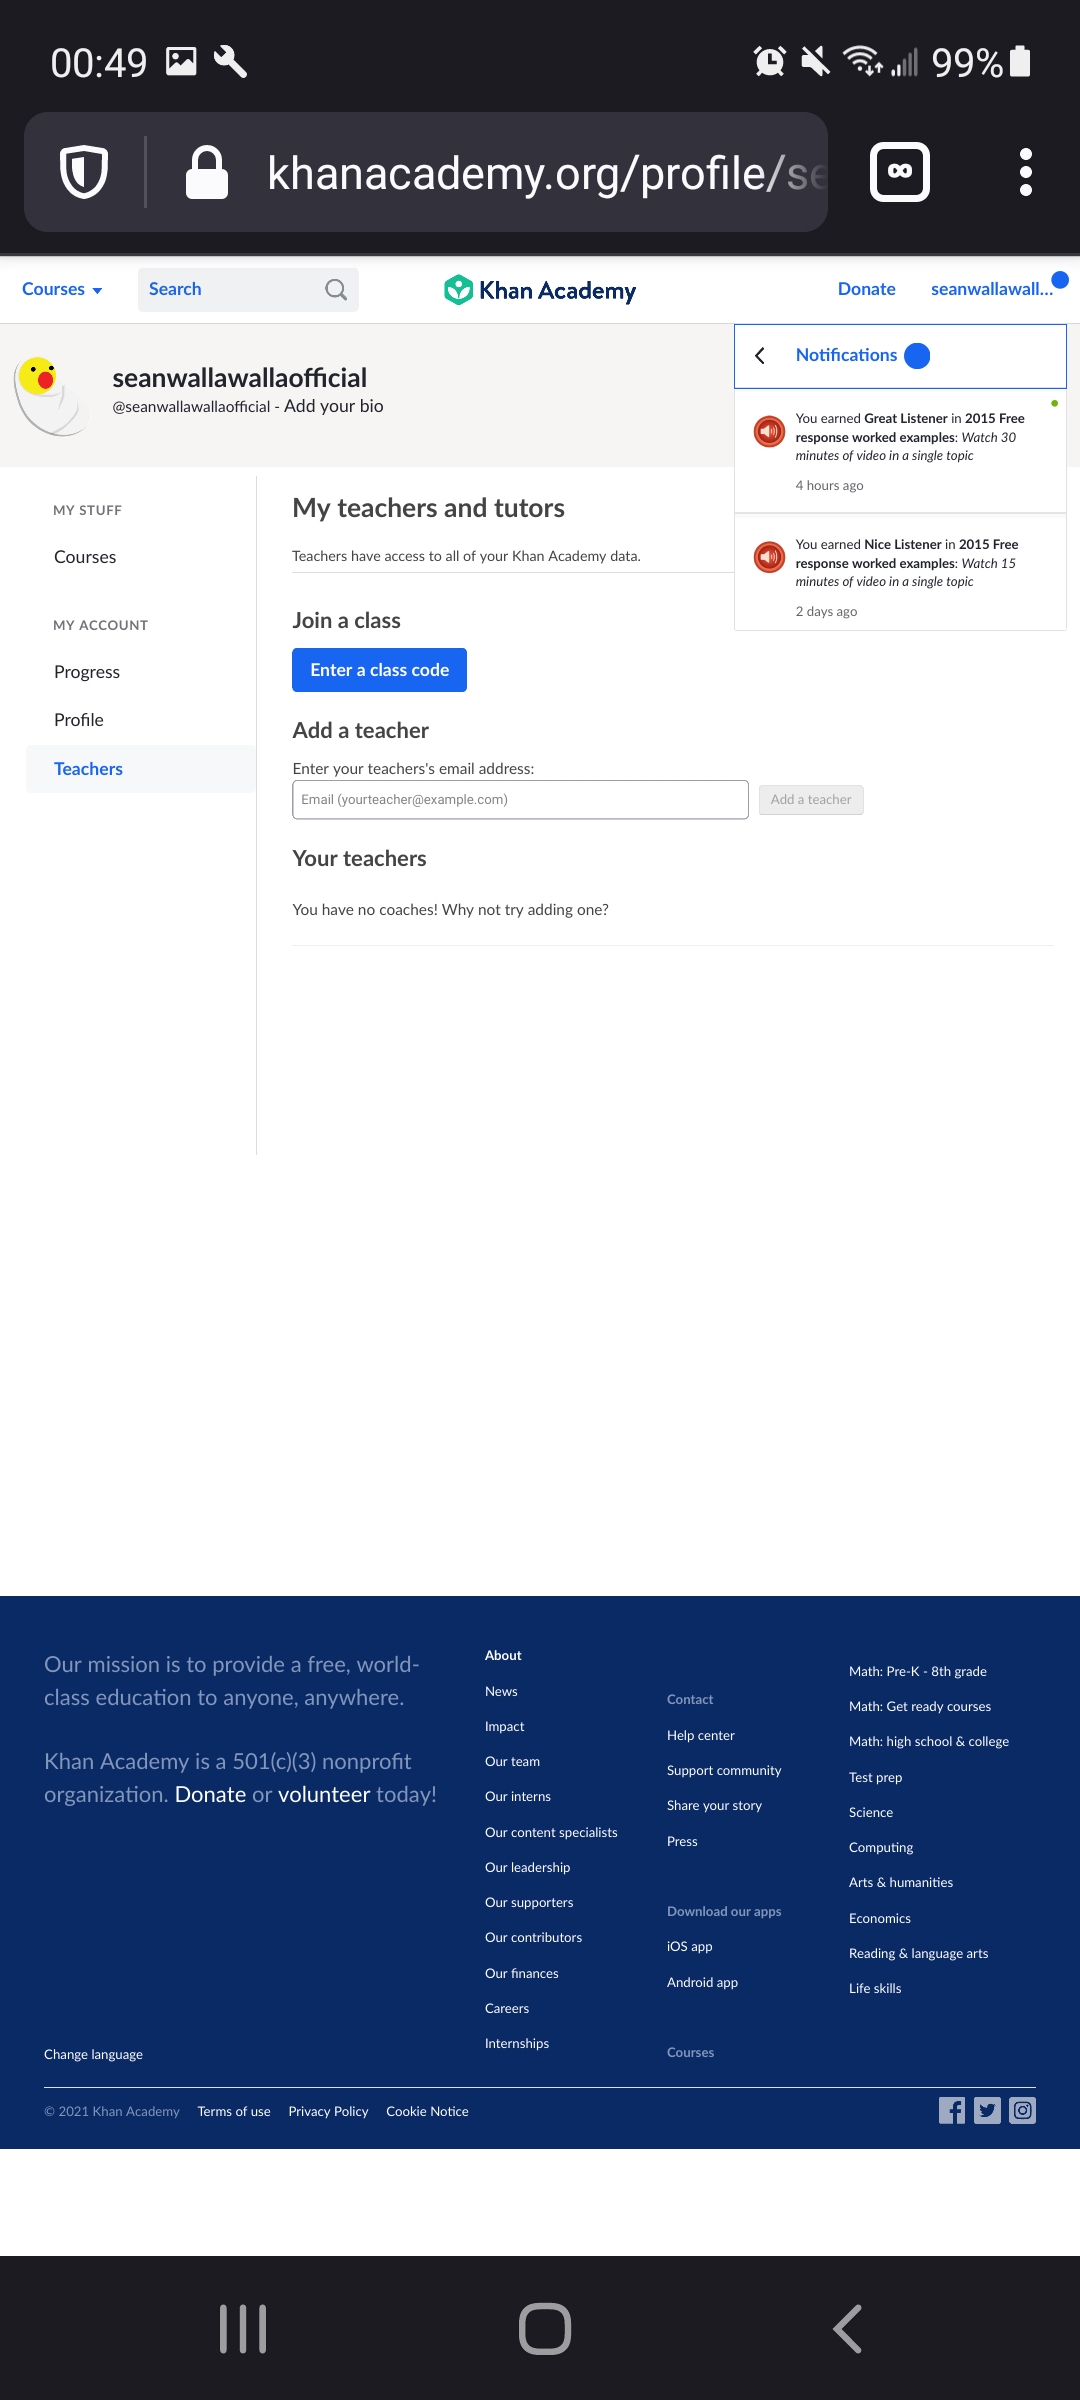 00:49
99%
khanacademy.org/profile/se
Courses
Search
Khan Academy
Donate
seanwallawall...
seanwallawallaofficial
@seanwallawallaofficial - Add your bio
Notifications
You earned Great Listener in 2015 Free
response worked examples: Watch 30
minutes of video in a single topic
4 hours ago
You earned Nice Listener in 2015 Free
response worked examples: Watch 15
minutes of video in a single topic
2 days ago
MY STUFF
Courses
MY ACCOUNT
Progress
Profile
Teachers
My teachers and tutors
Teachers have access to all of your Khan Academy data.
Join a class
Enter a class code
Add a teacher
Enter your teachers's email address:
Email (yourteacher@example.com)
Add a teacher
Your teachers
You have no coaches! Why not try adding one?
Our mission is to provide a free, world-
class education to anyone, anywhere.
Khan Academy is a 501(c)(3) nonprofit
organization. Donate or volunteer today!
Change language
About
News
Impact
Our team
Our interns
Our content specialists
Our leadership
Our supporters
Our contributors
Our finances
Careers
Internships
Contact
Help center
Support community
Share your story
Press
Download our apps
iOS app
Android app
Courses
Math: Pre-K - 8th grade
Math: Get ready courses
Math: high school & college
Test prep
Science
Computing
Arts & humanities
Economics
Reading & language arts
Life skills
© 2021 Khan Academy
Terms of use
Privacy Policy
Cookie Notice